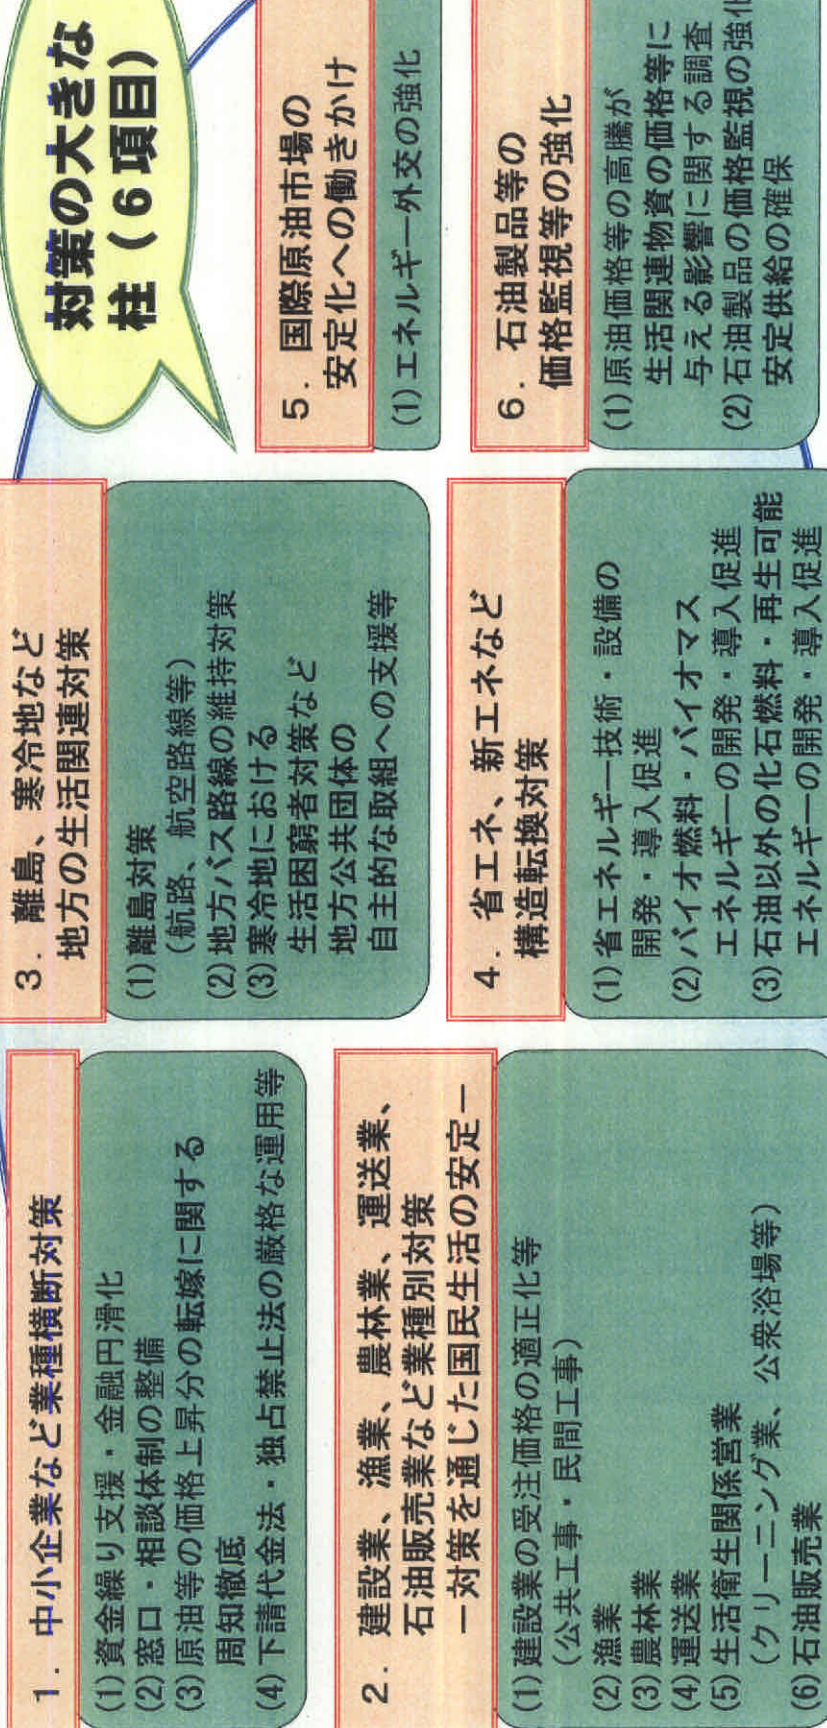 対策の大きな
柱（６項目）
１．中小企業など業種横断対策
(1)資金繰り支援・金融円滑化
(2)窓口・相談体制の整備
(3)原油等の価格上昇分の転嫁に関する
周知徹底
(4)下請代金法・独占禁止法の厳格な運用等
２．建設業、漁業、農林業、運送業、
石油販売業など業種別対策
－対策を通じた国民生活の安定－
(1)建設業の受注価格の適正化等
（公共工事・民間工事）
(2)漁業
(3)農林業
(4)運送業
(5)生活衛生関係営業
（クリーニング業、公衆浴場等）
(6)石油販売業
３．離島、寒冷地など
地方の生活関連対策
(1)離島対策
（航路、航空路線等）
(2)地方バス路線の維持対策
(3)寒冷地における
生活困窮者対策など
地方公共団体の
自主的な取組への支援等
４．省エネ、新エネなど
構造転換対策
(1)省エネルギー技術・設備の
開発・導入促進
(2)バイオ燃料・バイオマス
エネルギーの開発・導入促進
(3)石油以外の化石燃料・再生可能
エネルギーの開発・導入促進
５．国際原油市場の
安定化への働きかけ
(1)エネルギー外交の強化
６．石油製品等の
価格監視等の強化
(1)原油価格等の高騰が
生活関連物資の価格等に
与える影響に関する調査
(2)石油製品の価格監視の強化
安定供給の確保